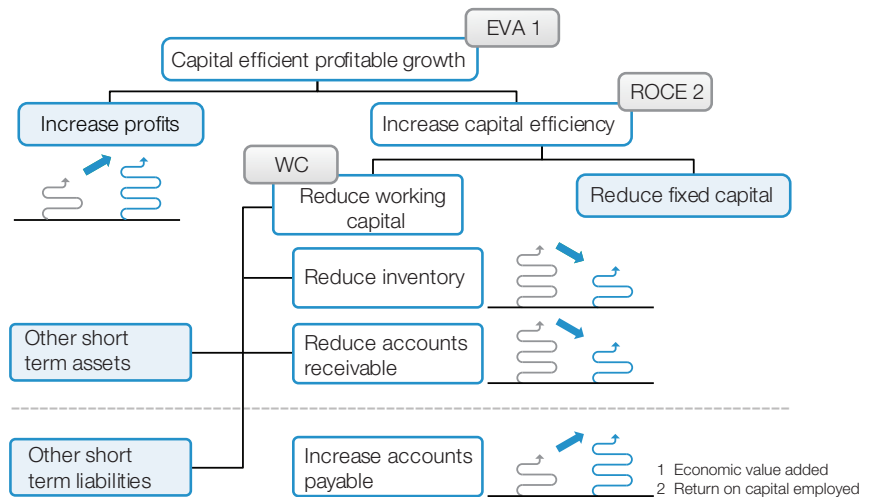 EVA 1
Capital efficient profitable growth
ROCE 2
Increase profits
Increase capital efficiency
WC
Reduce working
capital
Reduce fixed capital
Reduce inventory
Other short
term assets
Reduce accounts
receivable
Other short
term liabilities
Increase accounts
payable
1 Economic value added
2 Return on capital employed